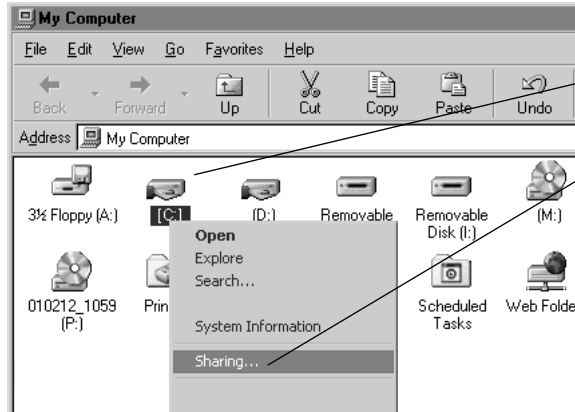 My Computer
File Edit View Go Favorites Help
Back Forward Up Cut Copy Paste Undo
Address My Computer
3½ Floppy (A:) [C:] (D:) Removable Removable (M:)
Disk (I:)
Open
Explore
Search...
010212_1059 Prin Scheduled Web Folde
(P:) Tasks
System Information
Sharing...